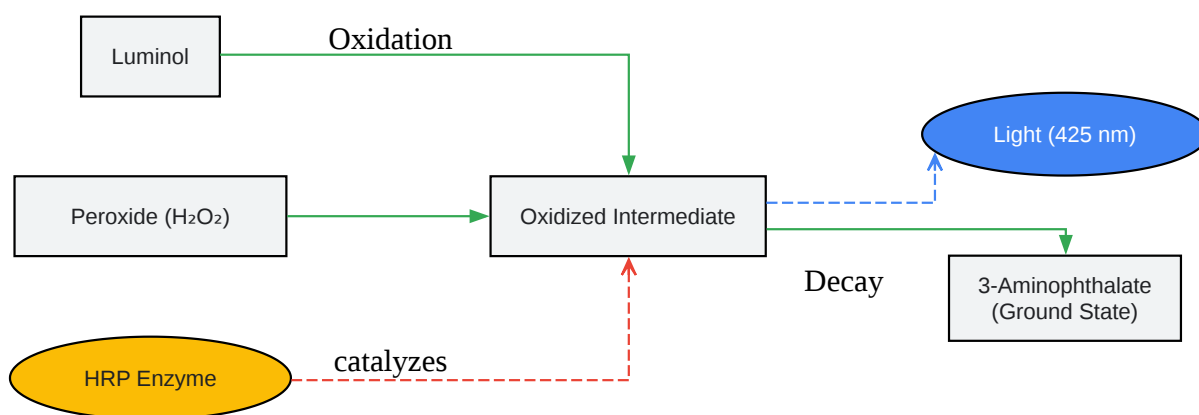 Luminol
Oxidation
Light (425 nm)
Peroxide (H₂O₂)
Oxidized Intermediate
Decay
3-Aminophthalate
(Ground State)
HRP Enzyme
catalyzes